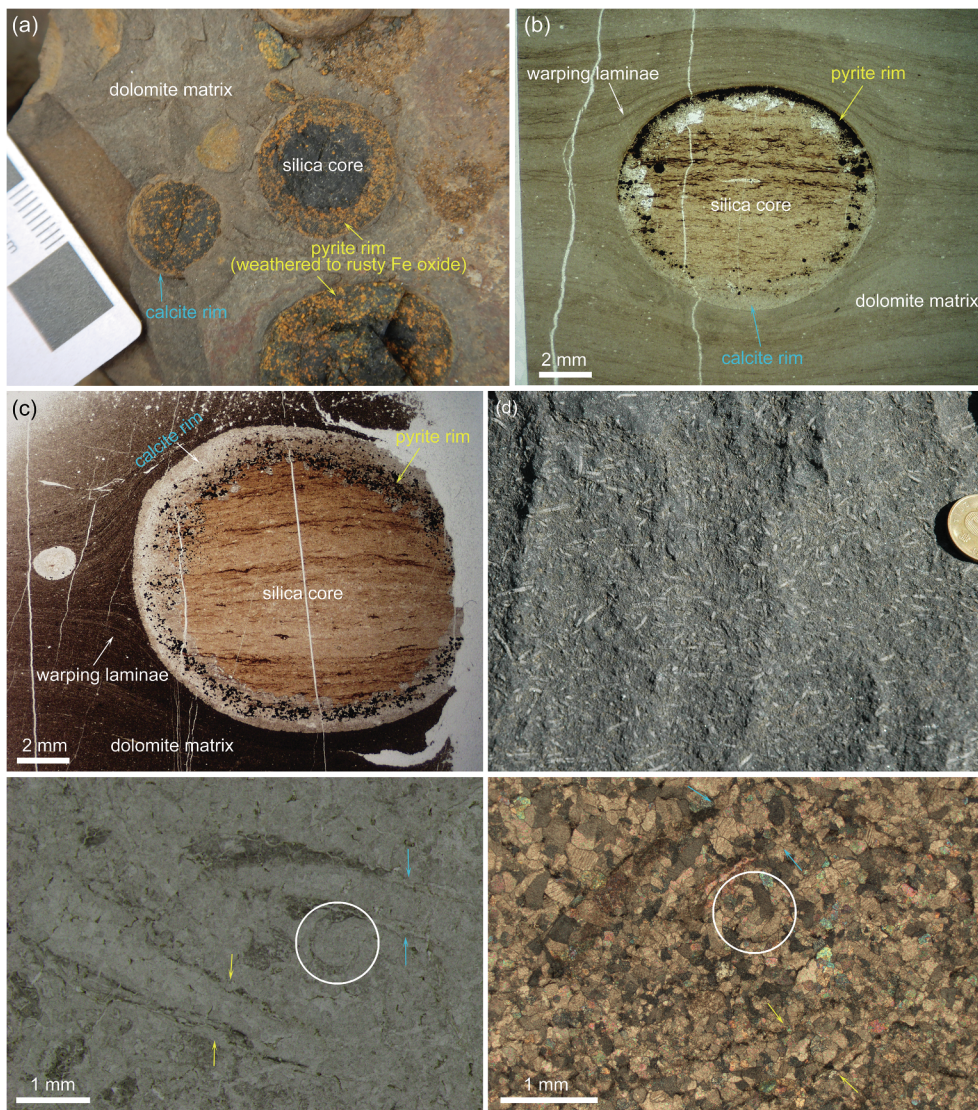 (a)
dolomite matrix
silica core
pyrite rim
(weathered to rusty Fe oxide)
calcite rim
(b)
warping laminae
pyrite rim
silica core
dolomite matrix
calcite rim
2 mm
(c)
calcite rim
pyrite rim
silica core
warping laminae
dolomite matrix
2 mm
(d)
1 mm
1 mm